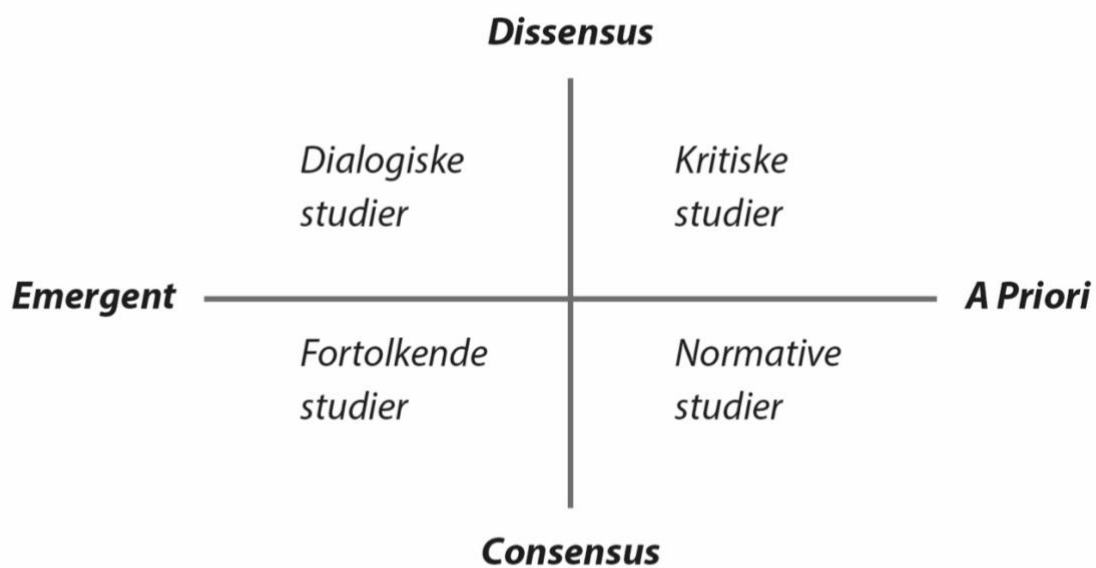 Dissensus
Dialogiske
studier
Kritiske
studier
Emergent
A Priori
Fortolkende
studier
Normative
studier
Consensus